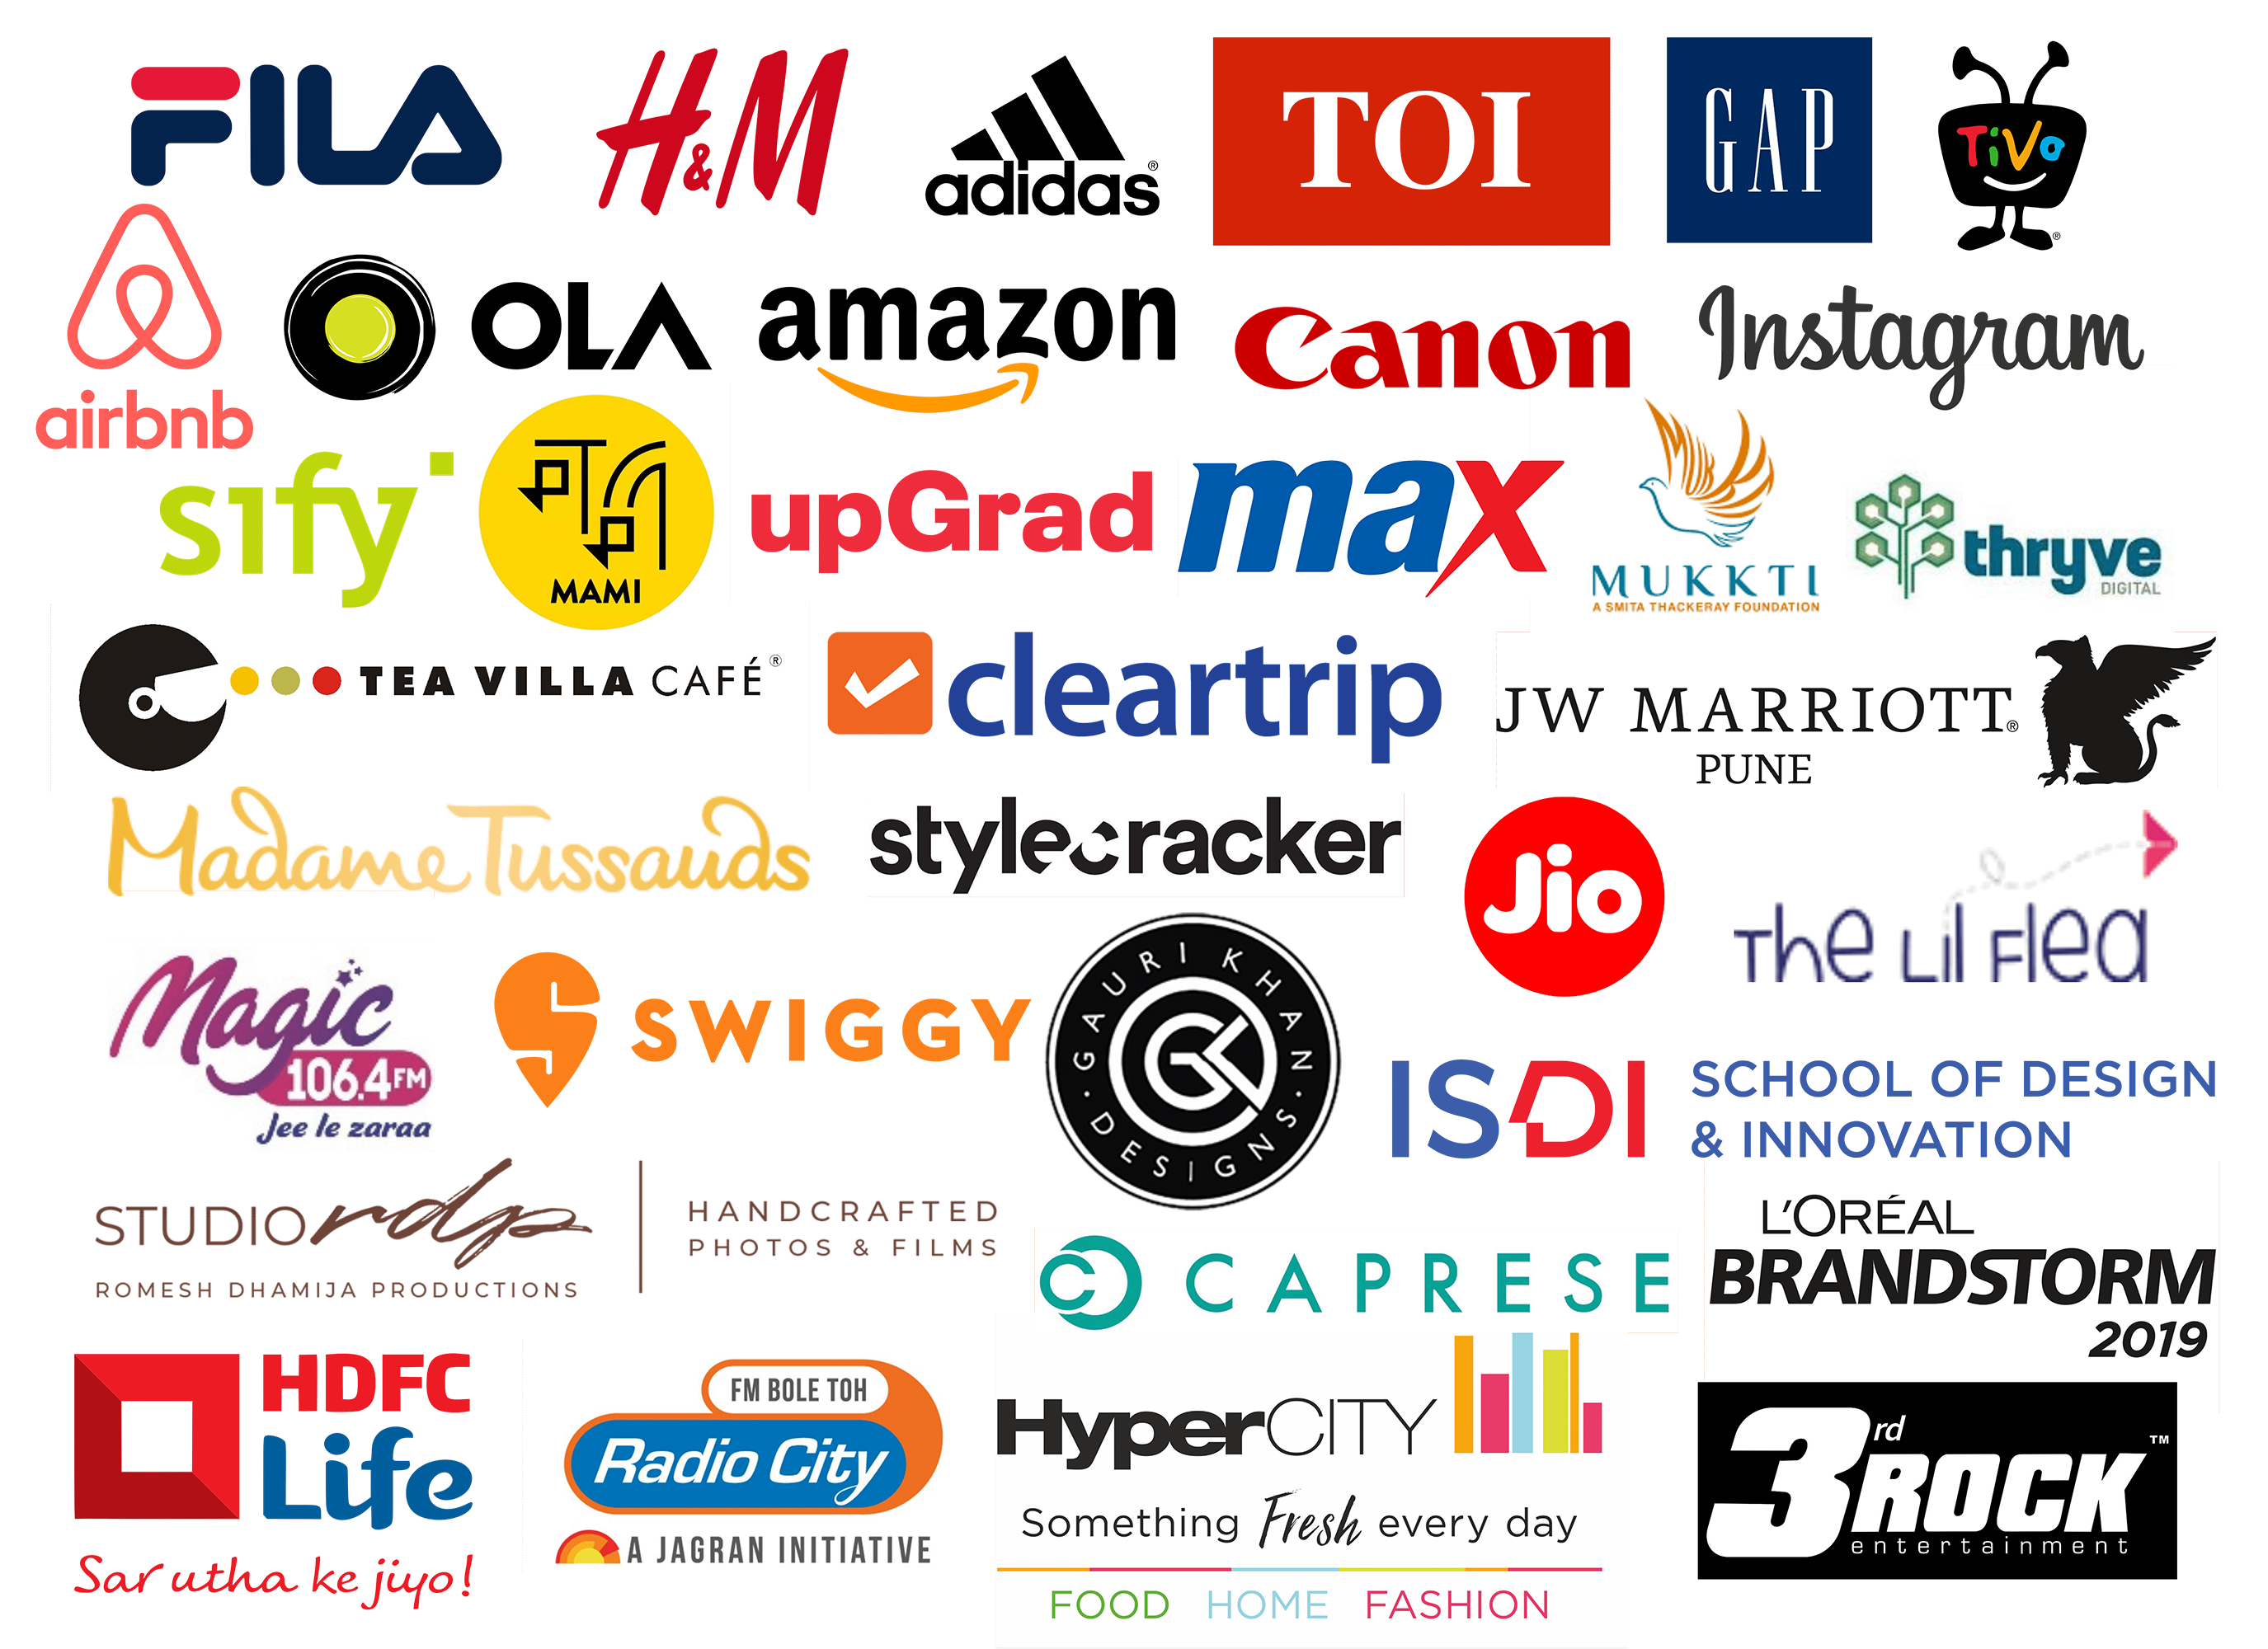 FILA
H&M
adidas®
TOI
GAP
TiVo
®
airbnb
OLA
amazon
Canon
Instagram
sify
MAMI
upGrad
max
MUKKTI
A SMITA THACKERAY FOUNDATION
thryve
DIGITAL
TEA VILLA CAFÉ®
cleartrip
JW MARRIOTT®
PUNE
Madame Tussauds
stylecracker
Jio
The Lil Flea
Magic
106.4 FM
Jee le zaraa
SWIGGY
GAURI KHAN
DESIGNS
ISDI
SCHOOL OF DESIGN
& INNOVATION
STUDIO rdp
ROMESH DHAMIJA PRODUCTIONS
HANDCRAFTED
PHOTOS & FILMS
CAPRESE
L'ORÉAL
BRANDSTORM
2019
HDFC
Life
Sar utha ke jiyo!
FM BOLE TOH
Radio City
A JAGRAN INITIATIVE
HyperCITY
Something Fresh every day
FOOD HOME FASHION
3rd ROCK™
entertainment